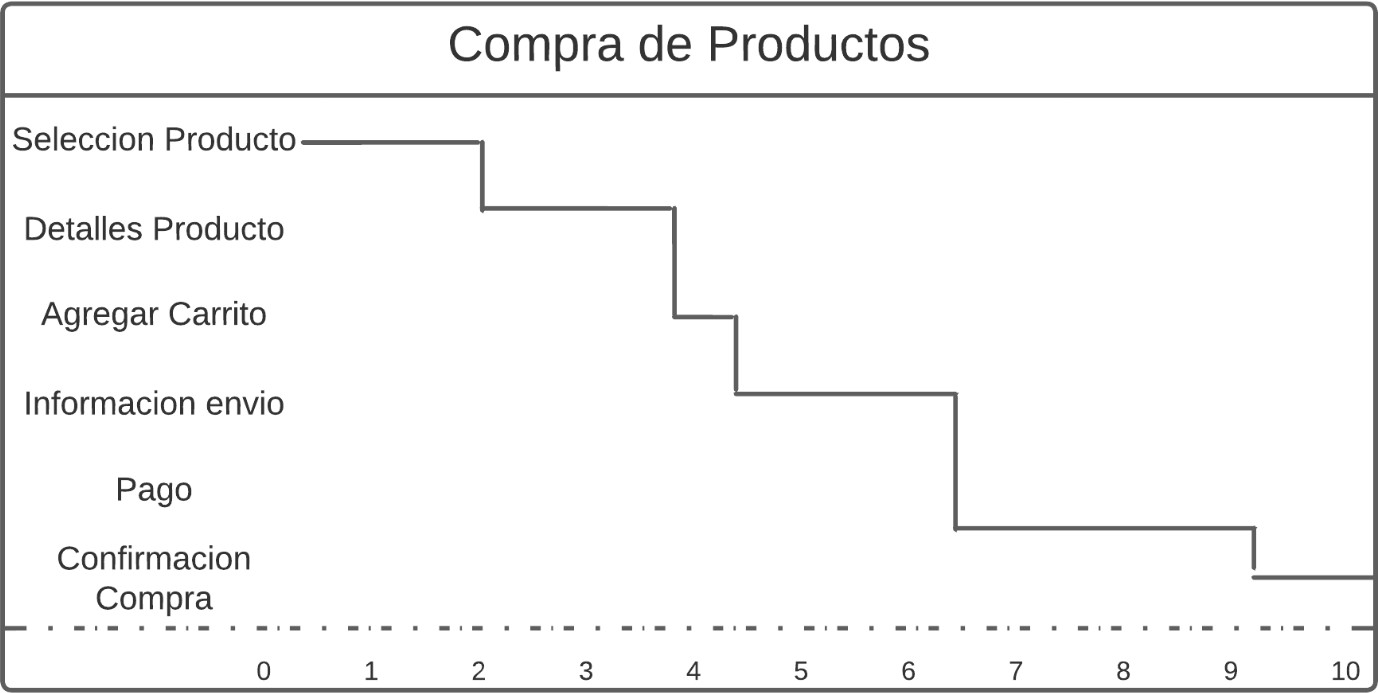 Compra de Productos
Seleccion Producto
Detalles Producto
Agregar Carrito
Informacion envio
Pago
Confirmacion
Compra
0 1 2 3 4 5 6 7 8 9 10